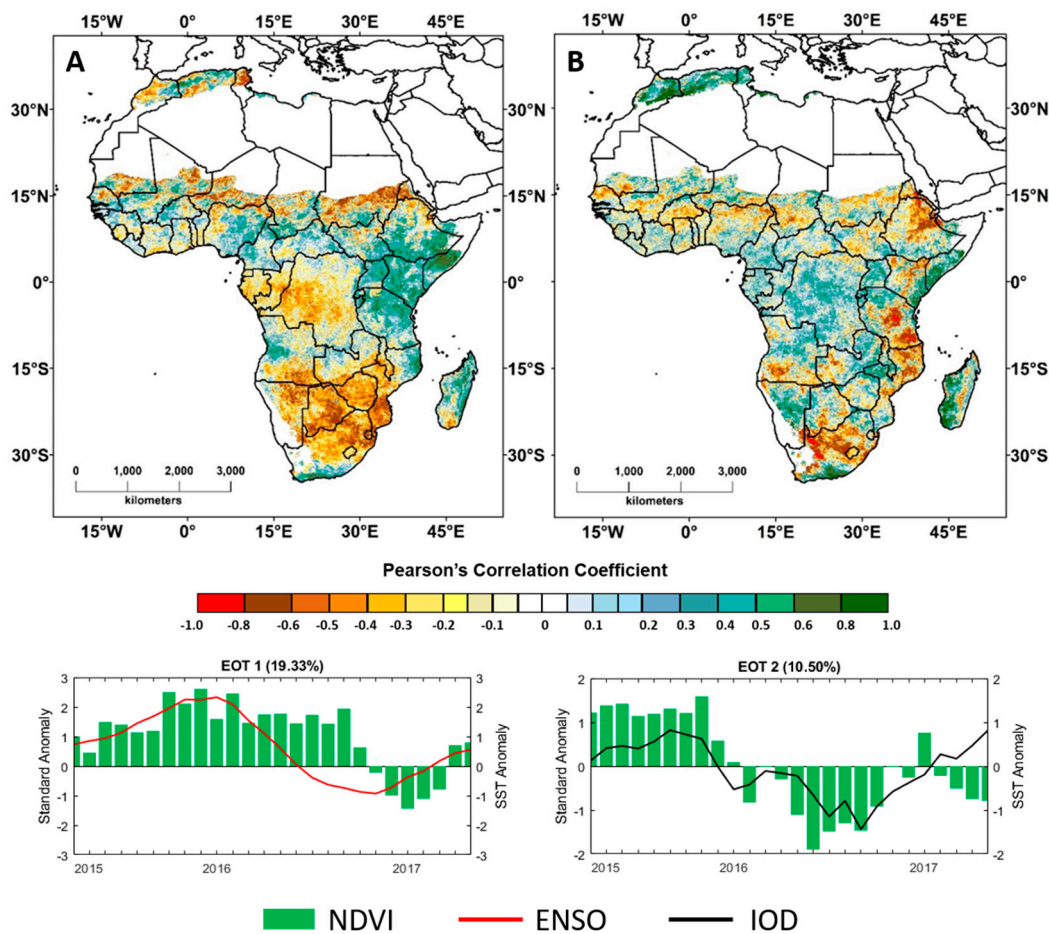 15°W 0° 15°E 30°E 45°E 15°W 0° 15°E 30°E 45°E
A B
30°N 30°N 30°N
15°N 15°N 15°N
0° 0° 0°
15°S 15°S 15°S
30°S 30°S 30°S
0 1,000 2,000 3,000 0 1,000 2,000 3,000
kilometers kilometers
15°W 0° 15°E 30°E 45°E 15°W 0° 15°E 30°E 45°E
Pearson's Correlation Coefficient
-1.0 -0.8 -0.6 -0.5 -0.4 -0.3 -0.2 -0.1 0 0.1 0.2 0.3 0.4 0.5 0.6 0.8 1.0
EOT 1 (19.33%) EOT 2 (10.50%)
3 3 2 2
2 2
1 1 1 1
0 0 0 0
-1 -1 -1 -1
-2 -2
-3 -3 -2 -2
Standard Anomaly SST Anomaly Standard Anomaly SST Anomaly
2015 2016 2017 2015 2016 2017
NDVI ENSO IOD